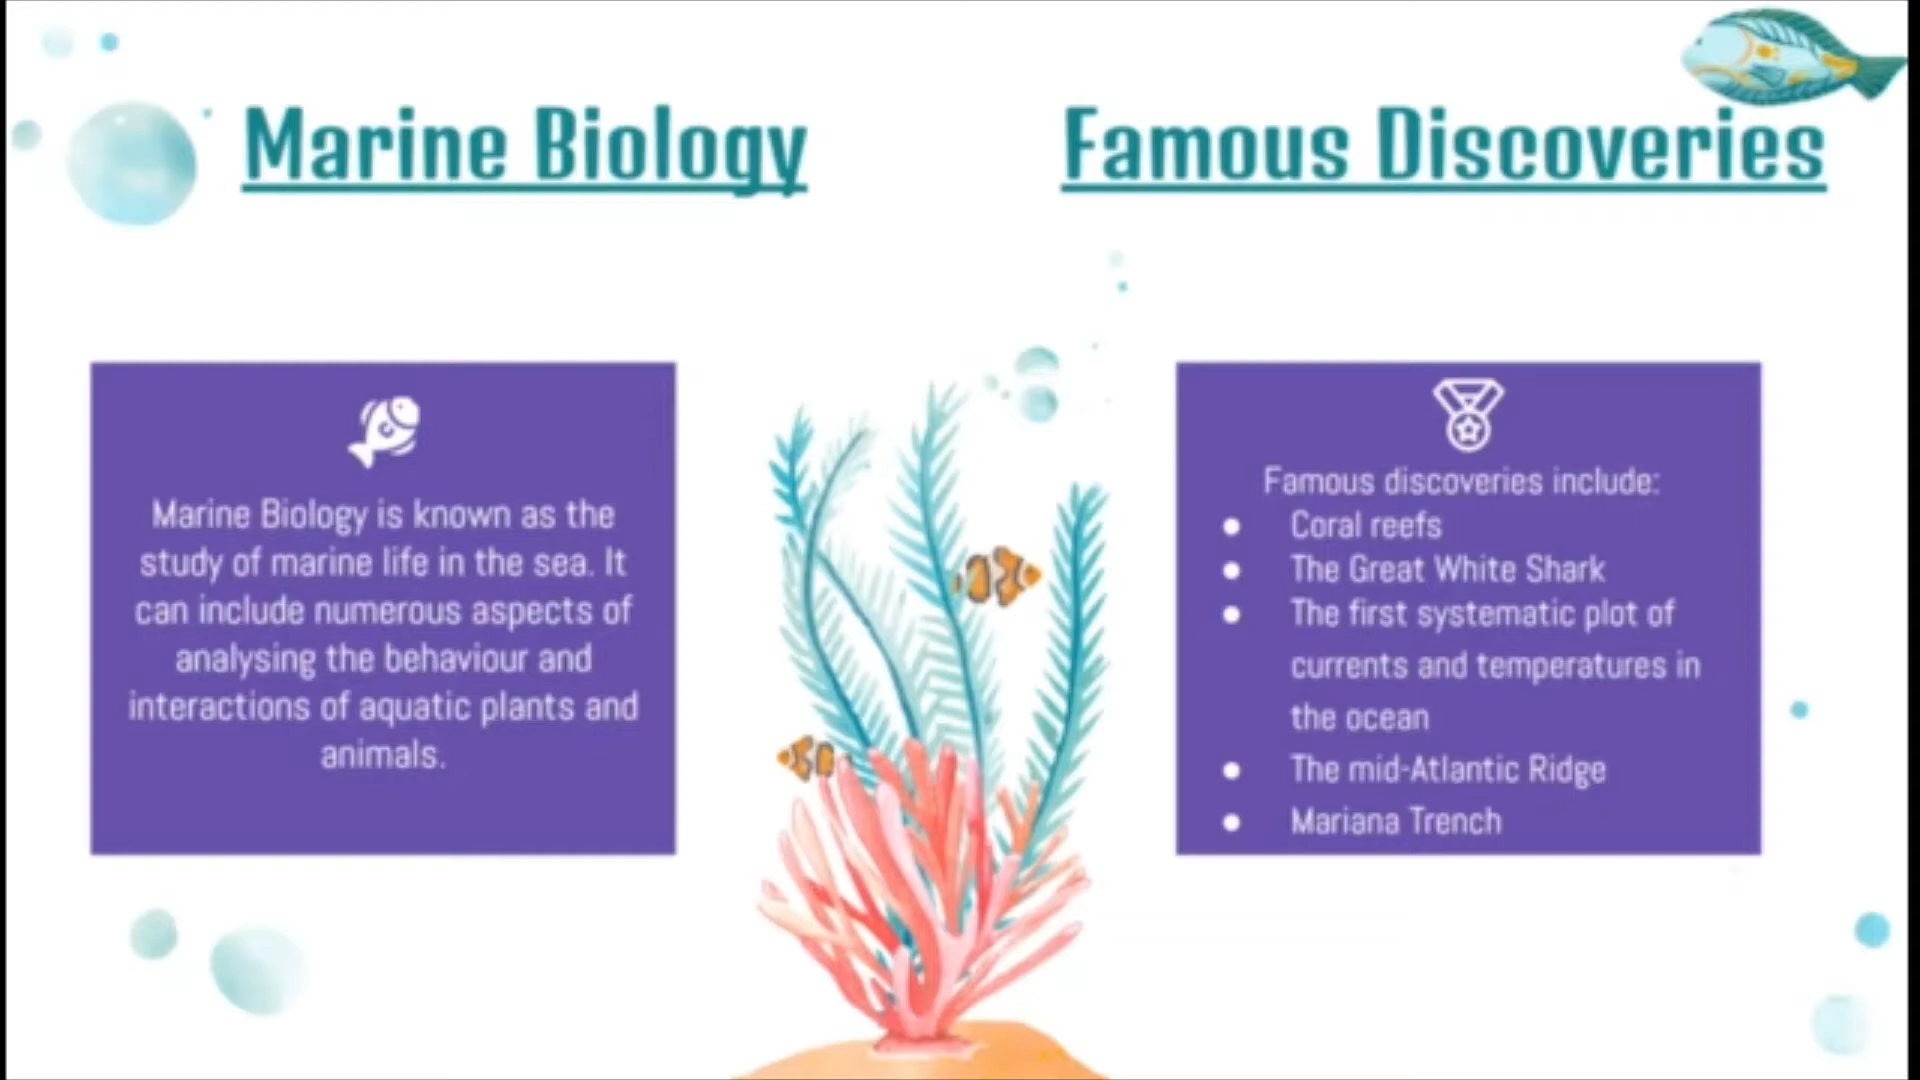 Marine Biology
Famous Discoveries
Marine Biology is known as the
study of marine life in the sea. It
can include numerous aspects of
analysing the behaviour and
interactions of aquatic plants and
animals.
Famous discoveries include:
● Coral reefs
● The Great White Shark
● The first systematic plot of
currents and temperatures in
the ocean
● The mid-Atlantic Ridge
● Mariana Trench